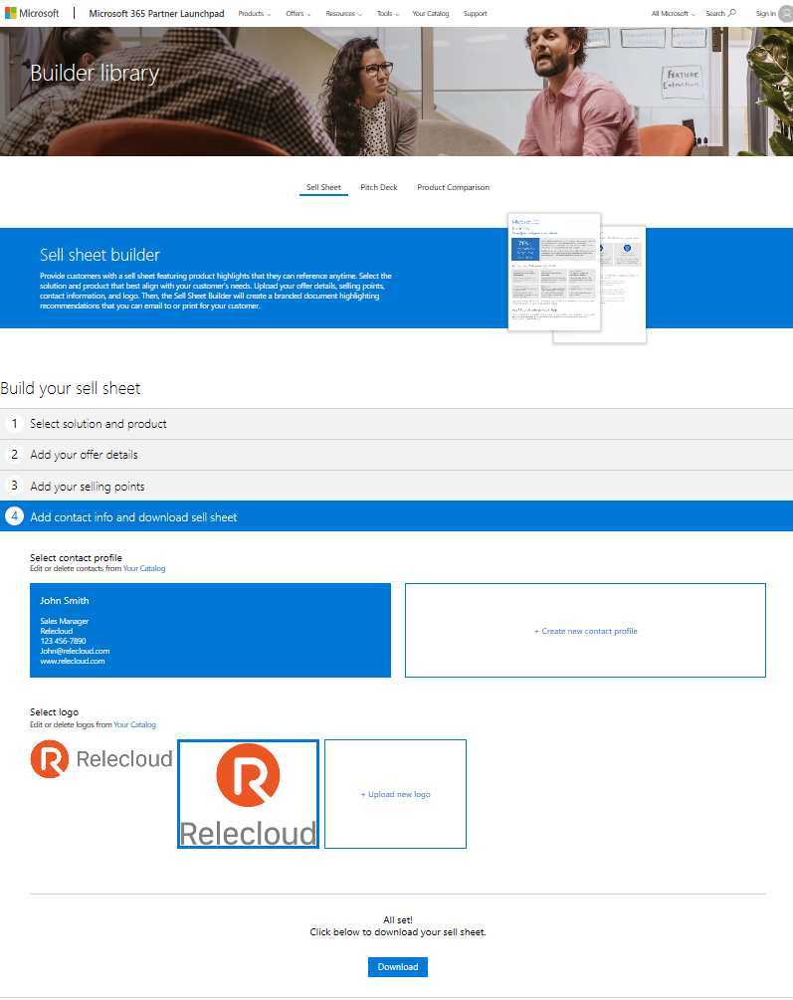 Microsoft
Microsoft 365 Partner Launchpad
Products
Offers
Resources
Tools
Your Catalog
Support
All Microsoft
Search
Sign in
Builder library
FEATURE
EXTRACTION
Sell Sheet
Pitch Deck
Product Comparison
Sell sheet builder
Provide customers with a sell sheet featuring product highlights that they can reference anytime. Select the
solution and product that best align with your customer's needs. Upload your offer details, selling points,
contact information, and logo. Then, the Sell Sheet Builder will create a branded document highlighting
recommendations that you can email to or print for your customer.
71%
Build your sell sheet
1 Select solution and product
2 Add your offer details
3 Add your selling points
4 Add contact info and download sell sheet
Select contact profile
Edit or delete contacts from Your Catalog
John Smith
Sales Manager
Relecloud
123 456-7890
John@relecloud.com
www.relecloud.com
+ Create new contact profile
Select logo
Edit or delete logos from Your Catalog
Relecloud
Relecloud
+ Upload new logo
All set!
Click below to download your sell sheet.
Download